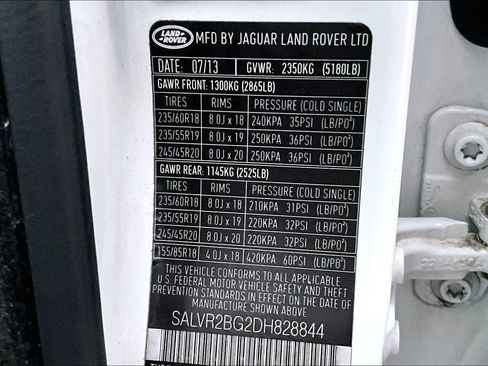 LAND ROVER MFD BY JAGUAR LAND ROVER LTD
DATE: 07/13 GVWR: 2350KG (5180LB)
GAWR FRONT: 1300KG (2865LB)
TIRES RIMS PRESSURE (COLD SINGLE)
235/60R18 8.0J x 18 240KPA 35PSI (LB/PO²)
235/55R19 8.0J x 19 250KPA 36PSI (LB/PO²)
245/45R20 8.0J x 20 250KPA 36PSI (LB/PO²)
GAWR REAR: 1145KG (2525LB)
TIRES RIMS PRESSURE (COLD SINGLE)
235/60R18 8.0J x 18 210KPA 31PSI (LB/PO²)
235/55R19 8.0J x 19 220KPA 32PSI (LB/PO²)
245/45R20 8.0J x 20 220KPA 32PSI (LB/PO²)
155/85R18 4.0J x 18 420KPA 60PSI (LB/PO²)
THIS VEHICLE CONFORMS TO ALL APPLICABLE
U.S. FEDERAL MOTOR VEHICLE SAFETY AND THEFT
PREVENTION STANDARDS IN EFFECT ON THE DATE OF
MANUFACTURE SHOWN ABOVE
SALVR2BG2DH828844